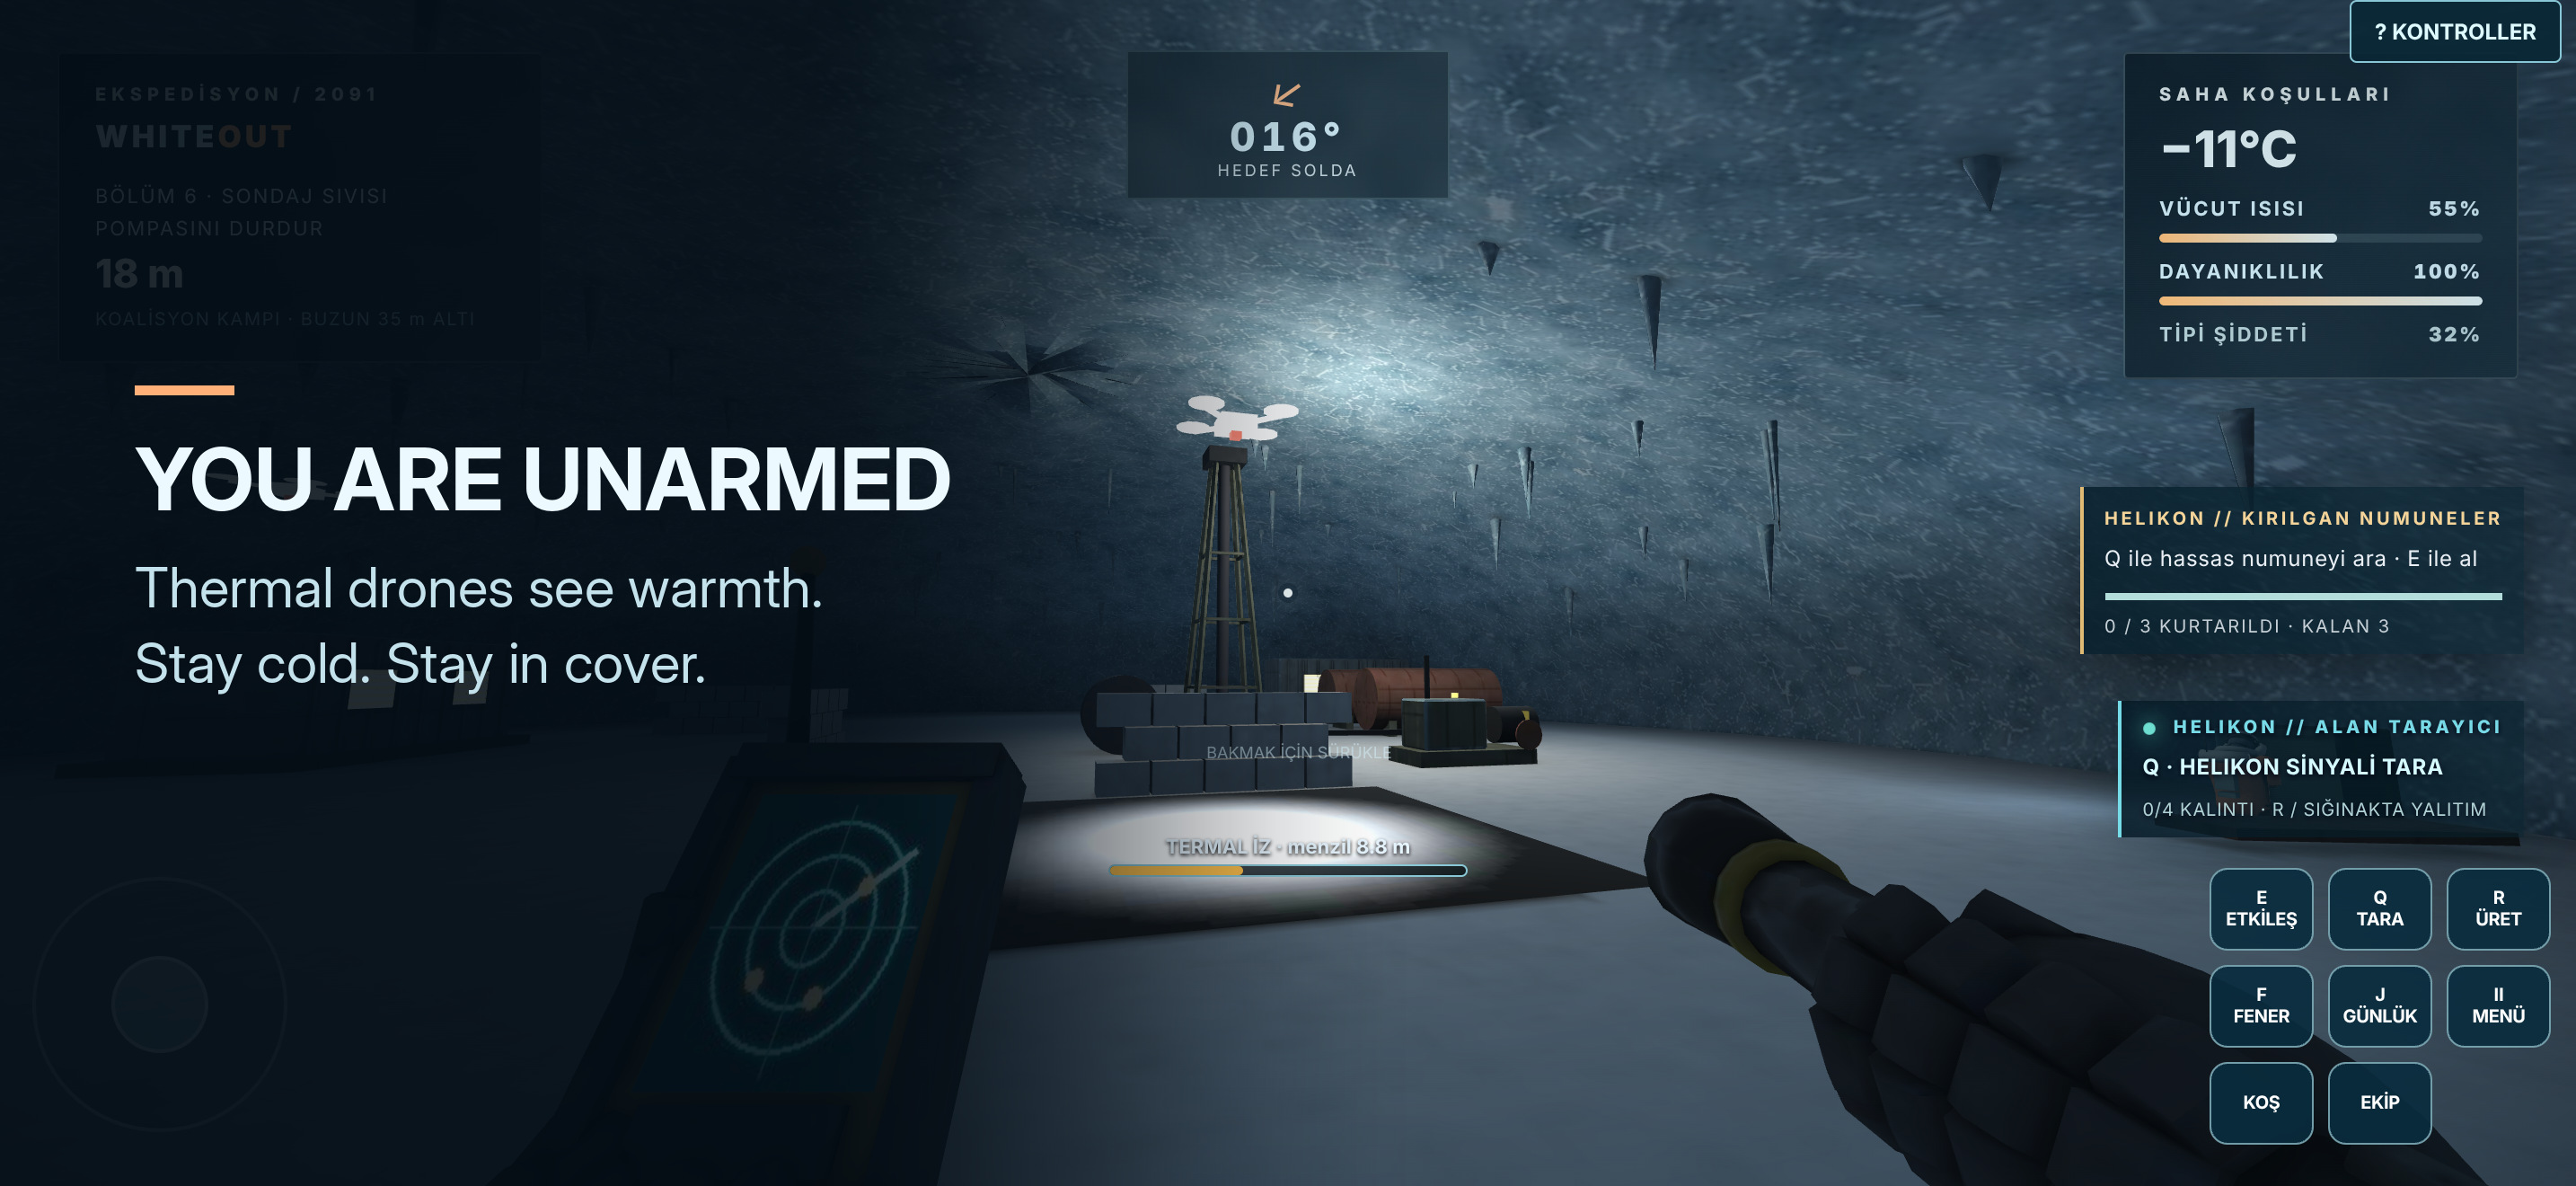 ? KONTROLLER
EKSPEDİSYON / 2091
WHITEOUT
BÖLÜM 6 · SONDAJ SIVISI
POMPASINI DURDUR
18 m
KOALİSYON KAMPI · BUZUN 35 m ALTI
016°
HEDEF SOLDA
SAHA KOŞULLARI
−11°C
VÜCUT ISISI 55%
DAYANIKLILIK 100%
TİPİ ŞİDDETİ 32%
YOU ARE UNARMED
Thermal drones see warmth.
Stay cold. Stay in cover.
HELIKON // KIRILGAN NUMUNELER
Q ile hassas numuneyi ara · E ile al
0 / 3 KURTARILDI · KALAN 3
HELIKON // ALAN TARAYICI
Q · HELIKON SİNYALİ TARA
0/4 KALINTI · R / SIĞINAKTA YALITIM
BAKMAK İÇİN SÜRÜKLE
TERMAL İZ · menzil 8.8 m
E
ETKİLEŞ
Q
TARA
R
ÜRET
F
FENER
J
GÜNLÜK
II
MENÜ
KOŞ
EKİP